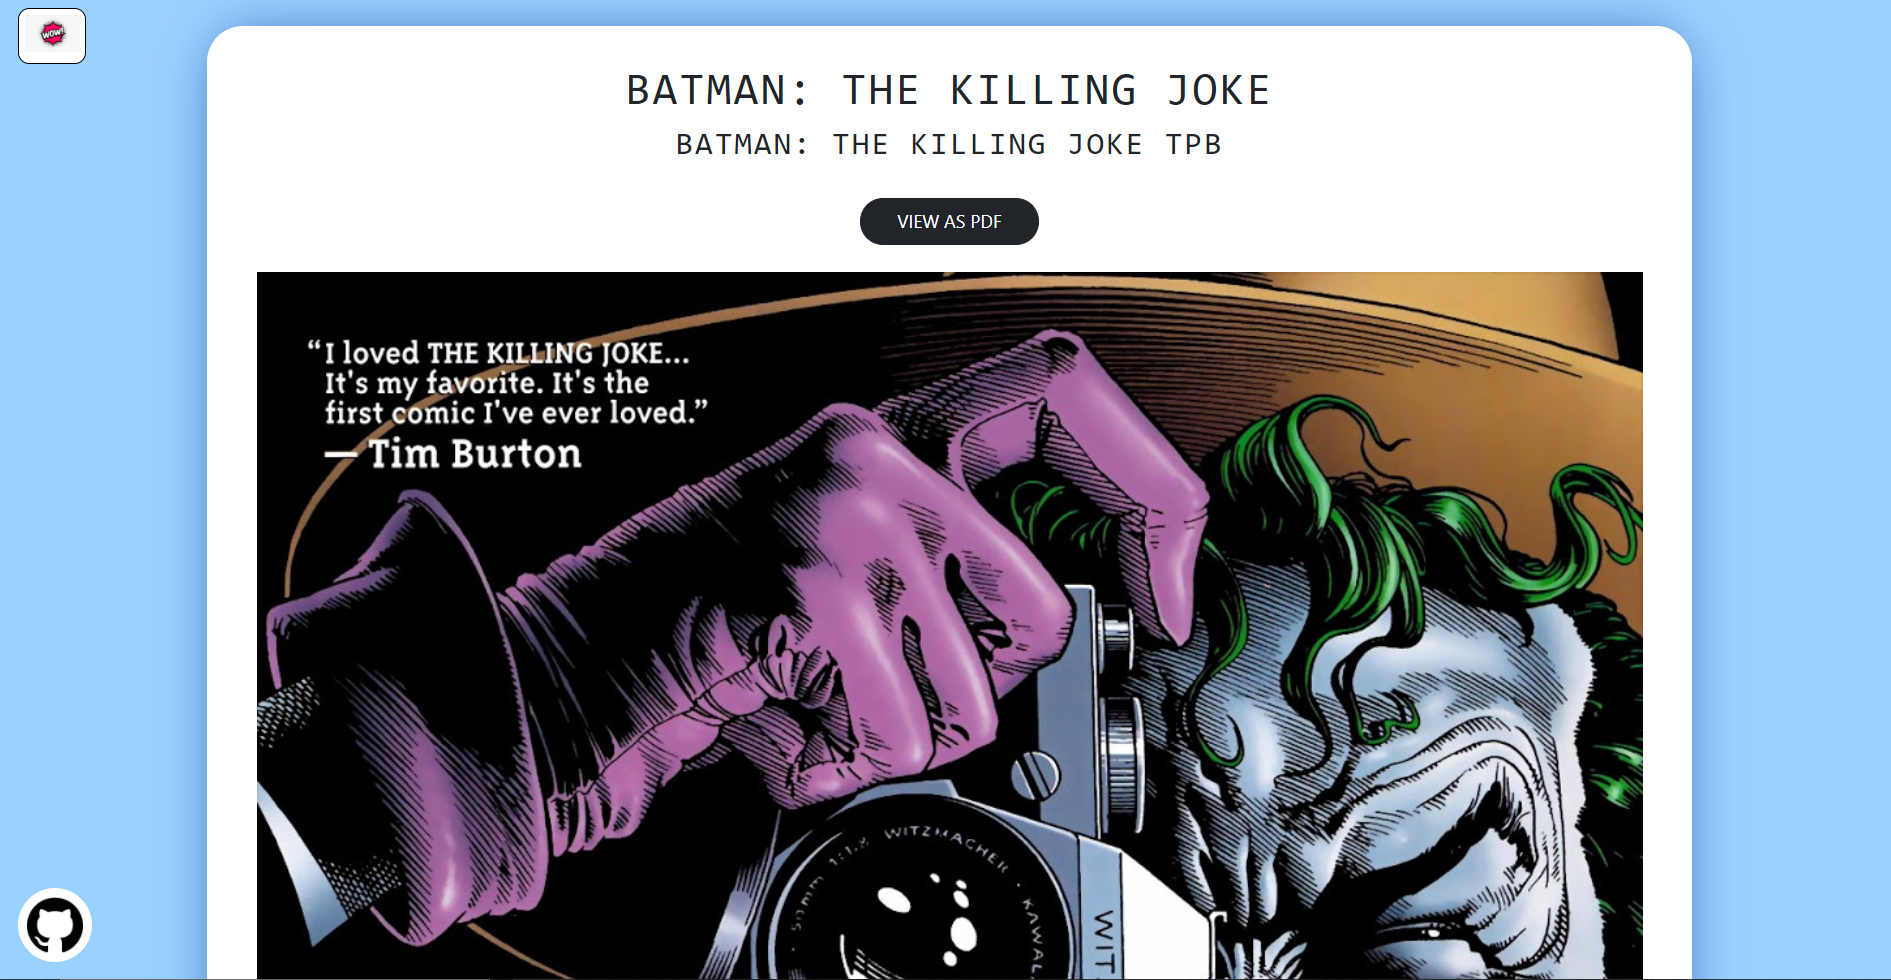 WOW!
BATMAN: THE KILLING JOKE
BATMAN: THE KILLING JOKE TPB
VIEW AS PDF
“I loved THE KILLING JOKE...
It's my favorite. It's the
first comic I've ever loved.”
— Tim Burton
50mm 1:1.8 WITZMACHER · KAWAL
WIT